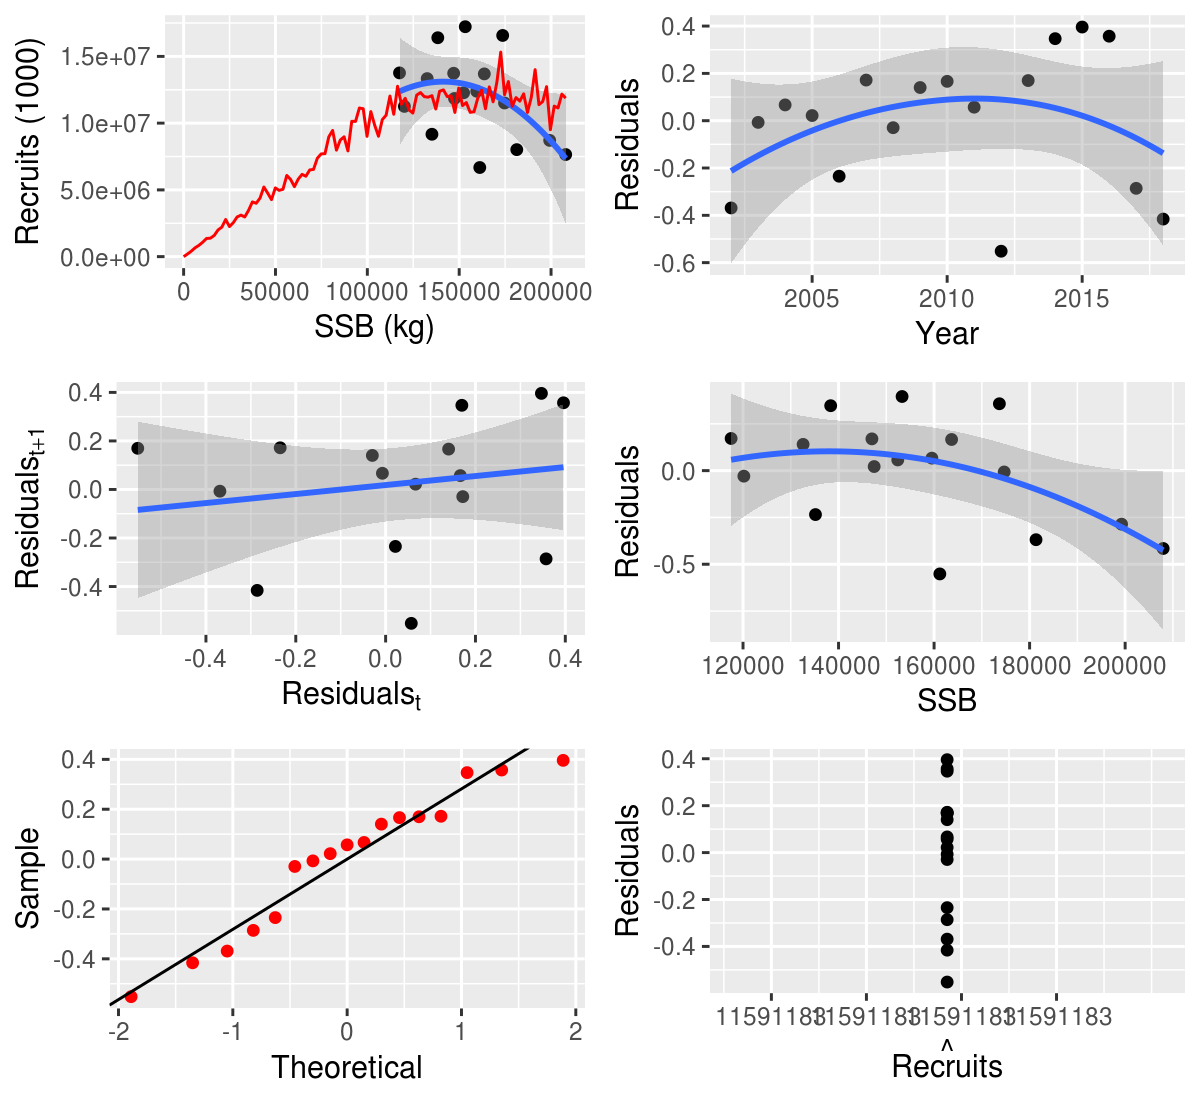 Recruits (1000)
1.5e+07
1.0e+07
5.0e+06
0.0e+00
0 50000 100000 150000 200000
SSB (kg)
Residuals
0.4
0.2
0.0
-0.2
-0.4
-0.6
2005 2010 2015
Year
Residuals t+1
0.4
0.2
0.0
-0.2
-0.4
-0.4 -0.2 0.0 0.2 0.4
Residuals t
Residuals
0.0
-0.5
120000 140000 160000 180000 200000
SSB
Sample
0.4
0.2
0.0
-0.2
-0.4
-2 -1 0 1 2
Theoretical
Residuals
0.4
0.2
0.0
-0.2
-0.4
11591183 11591183 11591183 11591183
^
Recruits